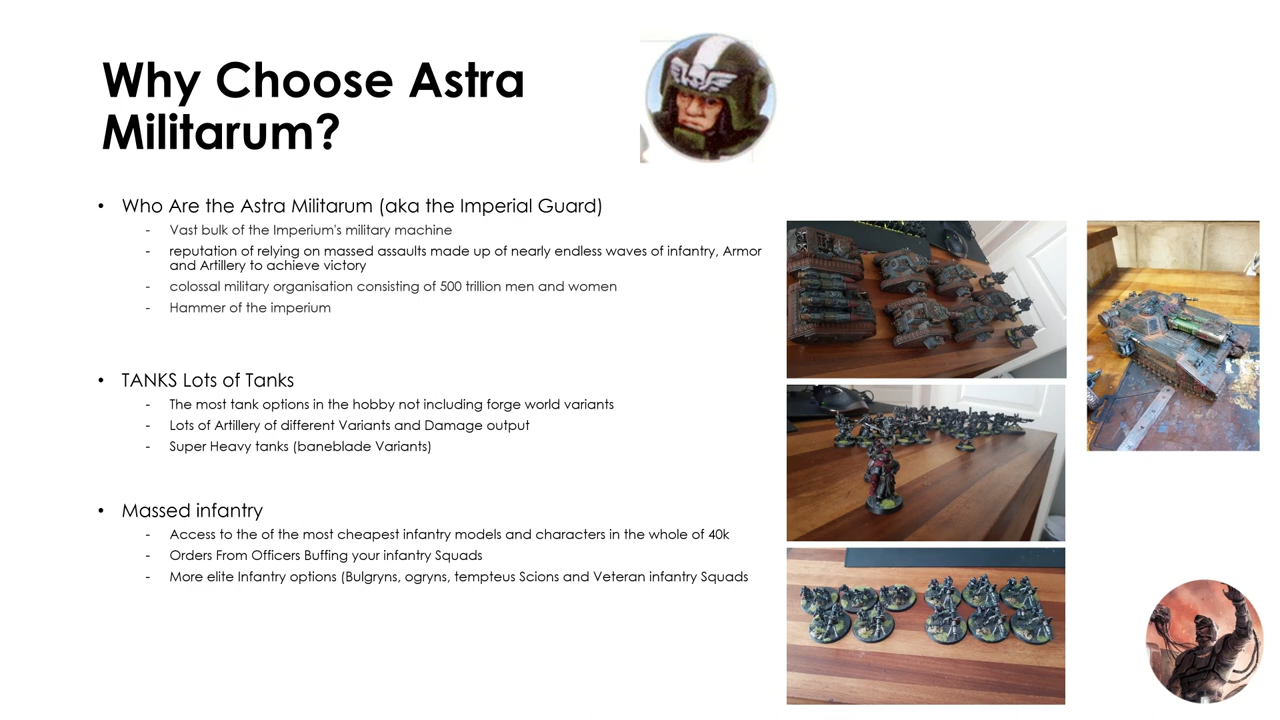 Why Choose Astra
Militarum?
• Who Are the Astra Militarum (aka the Imperial Guard)
- Vast bulk of the Imperium's military machine
- reputation of relying on massed assaults made up of nearly endless waves of infantry, Armor
and Artillery to achieve victory
- colossal military organisation consisting of 500 trillion men and women
- Hammer of the imperium
• TANKS Lots of Tanks
- The most tank options in the hobby not including forge world variants
- Lots of Artillery of different Variants and Damage output
- Super Heavy tanks (baneblade Variants)
• Massed infantry
- Access to the of the most cheapest infantry models and characters in the whole of 40k
- Orders From Officers Buffing your infantry Squads
- More elite Infantry options (Bulgryns, ogryns, tempteus Scions and Veteran infantry Squads